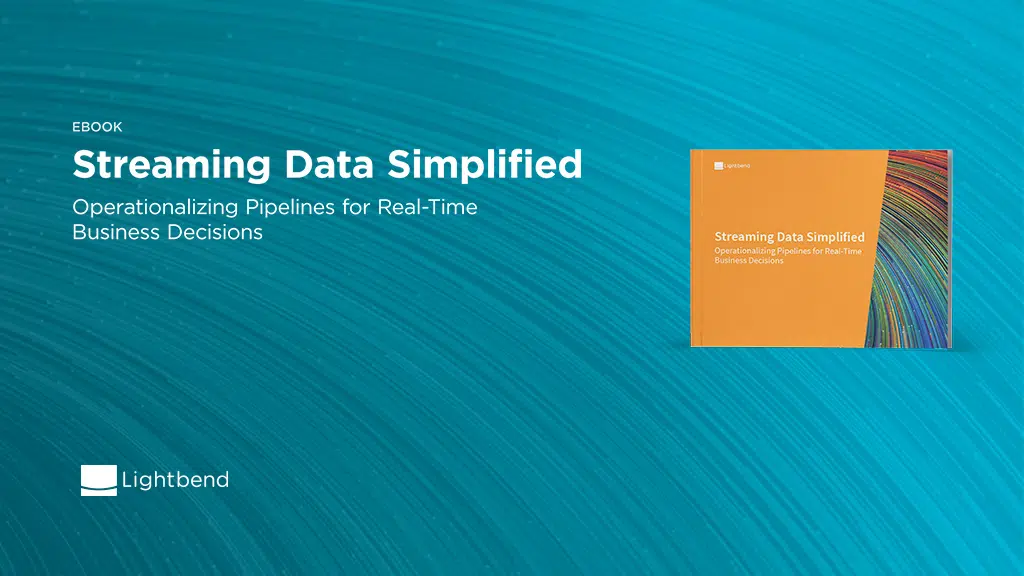 EBOOK
Streaming Data Simplified
Operationalizing Pipelines for Real-Time
Business Decisions
Lightbend
Streaming Data Simplified
Operationalizing Pipelines for Real-Time
Business Decisions
Lightbend